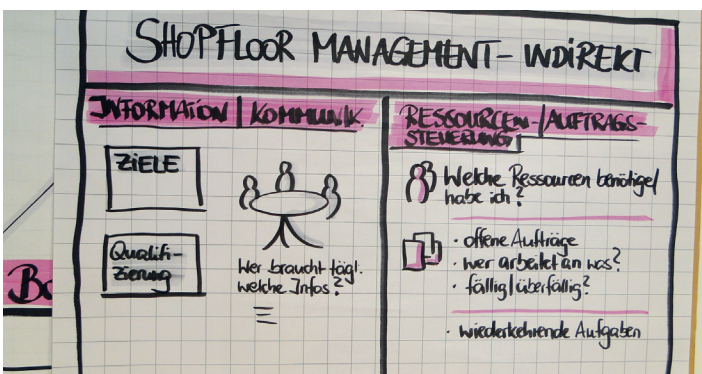 SHOPFLOOR MANAGEMENT-INDIREKT
INFORMATION | KOMMUNIK.
ZIELE
Qualifi-
zierung
Wer braucht tägl.
welche Infos?
RESSOURCEN-/AUFTRAGS-
STEUERUNG
Welche Ressourcen benötige/
habe ich?
· offene Aufträge
· wer arbeitet an was?
· fällig/überfällig?
· wiederkehrende Aufgaben